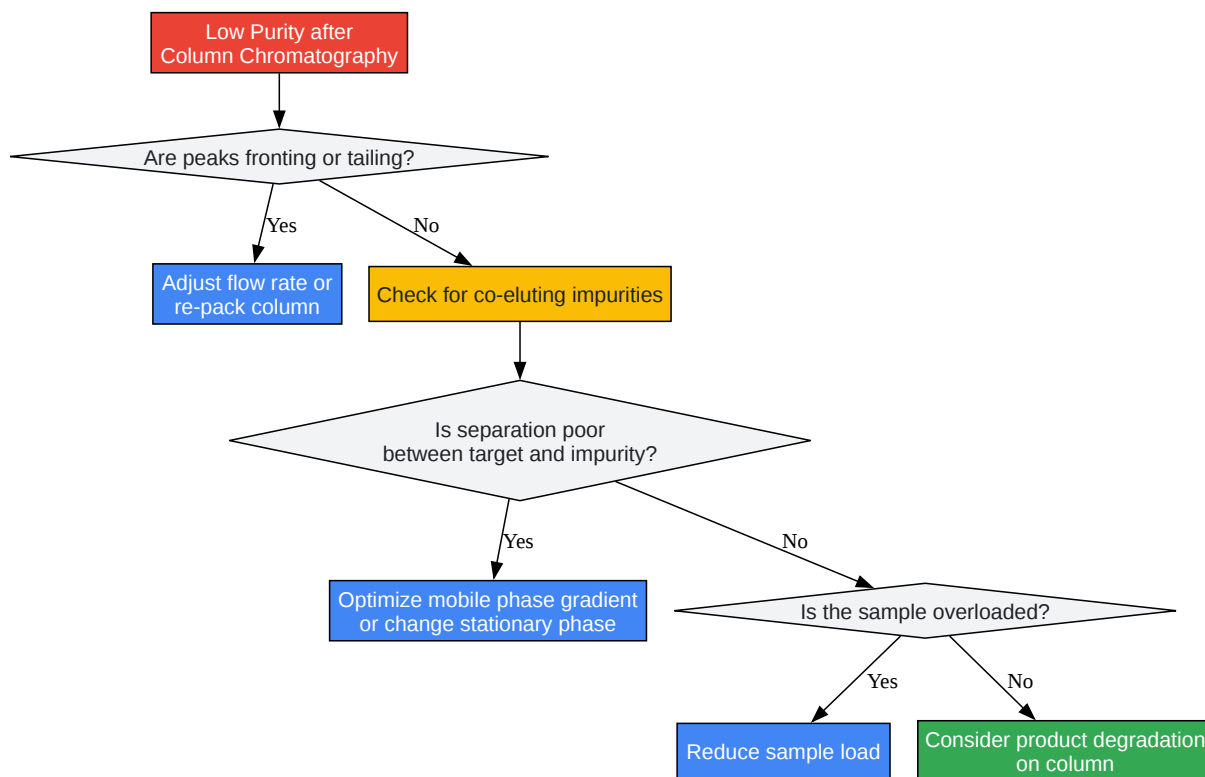 Low Purity after
Column Chromatography
Are peaks fronting or tailing?
Yes
No
Adjust flow rate or
re-pack column
Check for co-eluting impurities
Is separation poor
between target and impurity?
Yes
No
Optimize mobile phase gradient
or change stationary phase
Is the sample overloaded?
Yes
No
Reduce sample load
Consider product degradation
on column